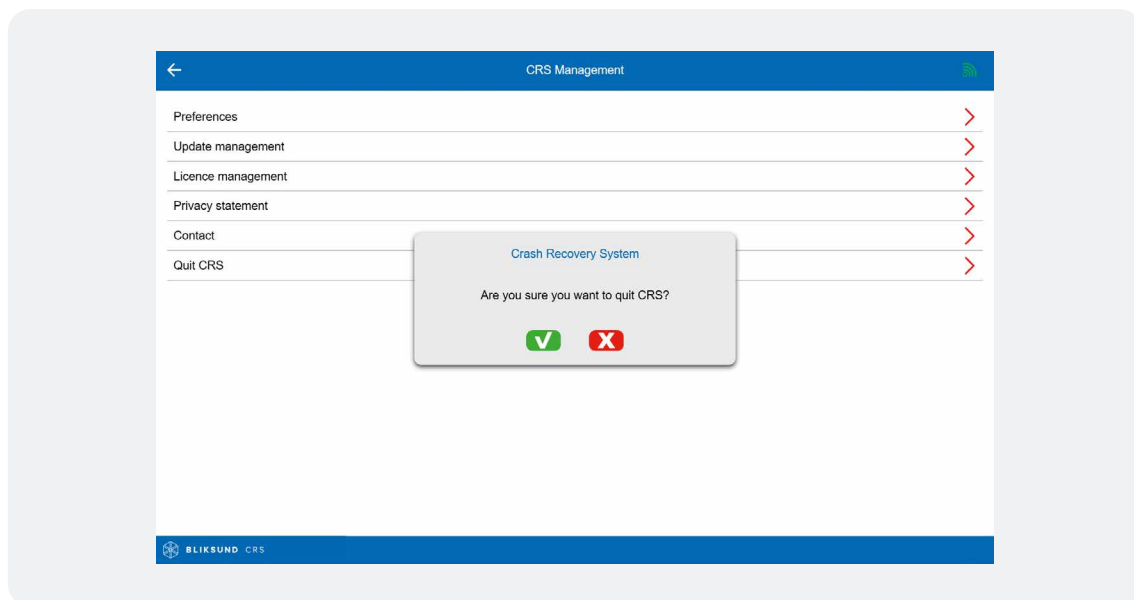 CRS Management
Preferences
Update management
Licence management
Privacy statement
Contact
Quit CRS
Crash Recovery System
Are you sure you want to quit CRS?
BLIKSUND CRS